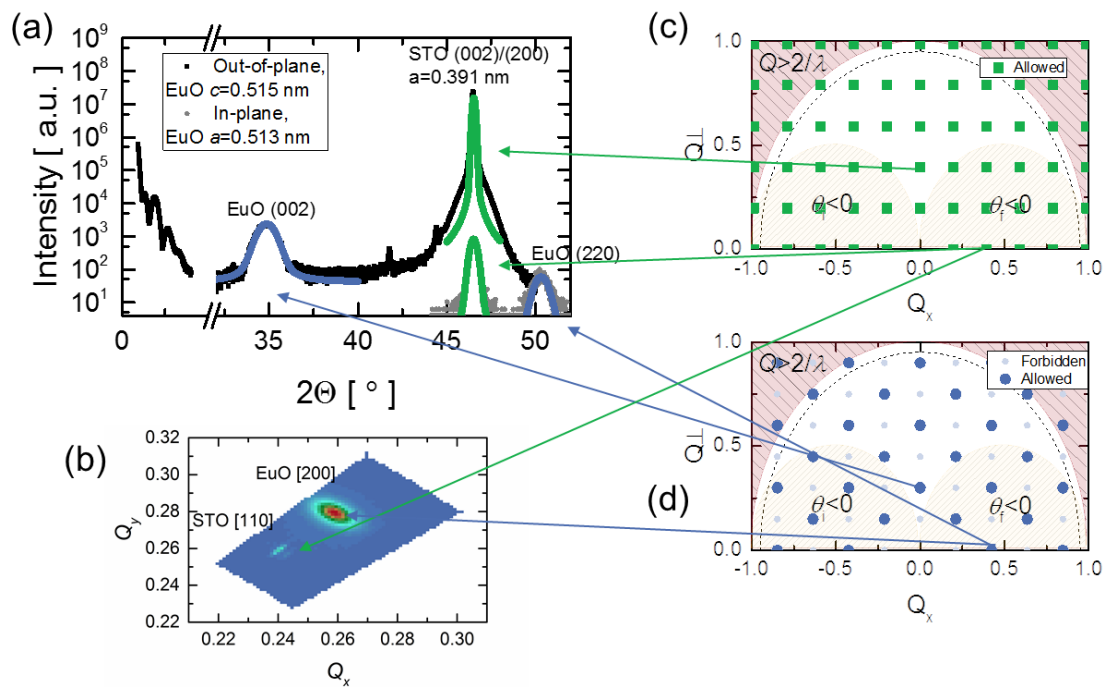 (a)
10⁹
10⁸
10⁷
10⁶
10⁵
10⁴
10³
10²
10¹
Intensity [ a.u. ]
Out-of-plane,
EuO c=0.515 nm
In-plane,
EuO a=0.513 nm
STO (002)/(200)
a=0.391 nm
EuO (002)
EuO (220)
0 35 40 45 50
2Θ [ ° ]
(c)
Q>2/λ
Allowed
1.0
0.5
0.0
Q⊥
θi<0
θf<0
-1.0 -0.5 0.0 0.5 1.0
Qx
(b)
0.32
0.30
0.28
0.26
0.24
0.22
Qy
EuO [200]
STO [110]
0.22 0.24 0.26 0.28 0.30
Qx
(d)
Q>2/λ
Forbidden
Allowed
1.0
0.5
0.0
Q⊥
θi<0
θf<0
-1.0 -0.5 0.0 0.5 1.0
Qx